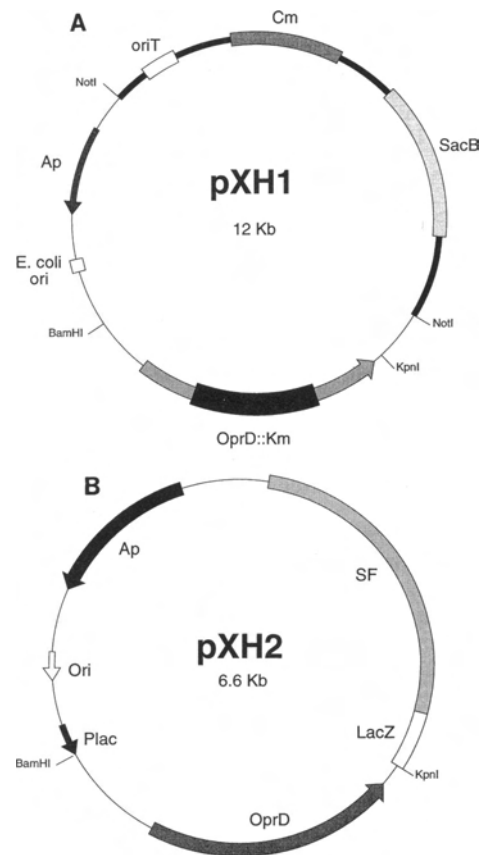 A
Cm
oriT
NotI
SacB
Ap
pXH1
12 Kb
E. coli
ori
BamHI
NotI
KpnI
OprD::Km
B
Ap
SF
pXH2
6.6 Kb
Ori
Plac
LacZ
BamHI
KpnI
OprD